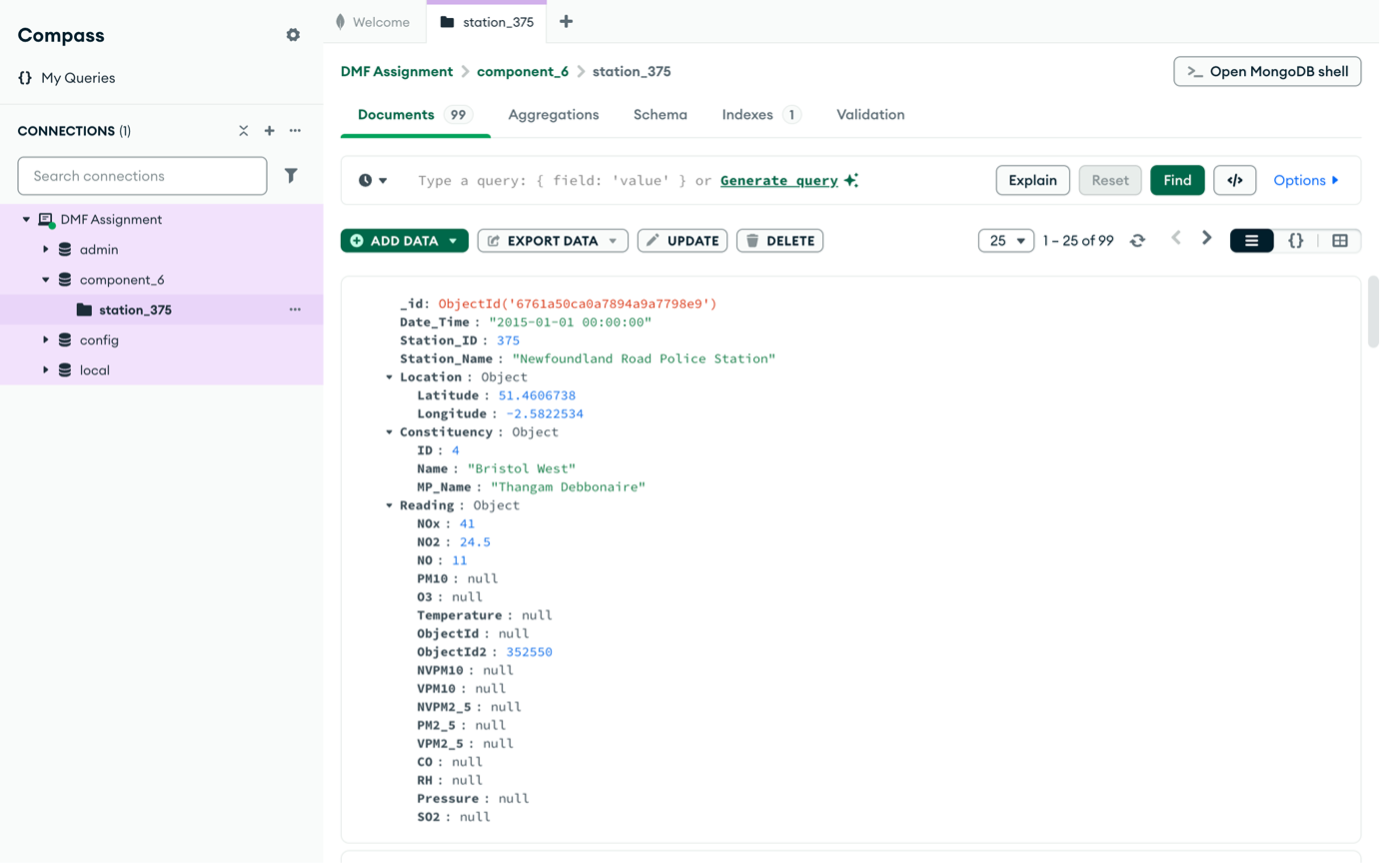 Compass
My Queries
CONNECTIONS (1)
Search connections
DMF Assignment
admin
component_6
station_375
config
local
Welcome
station_375
DMF Assignment > component_6 > station_375
>_ Open MongoDB shell
Documents 99 Aggregations Schema Indexes 1 Validation
Type a query: { field: 'value' } or Generate query
Explain Reset Find </> Options
ADD DATA EXPORT DATA UPDATE DELETE
25 1 – 25 of 99 {}
_id: ObjectId('6761a50ca0a7894a9a7798e9')
Date_Time : "2015-01-01 00:00:00"
Station_ID : 375
Station_Name : "Newfoundland Road Police Station"
Location : Object
Latitude : 51.4606738
Longitude : -2.5822534
Constituency : Object
ID : 4
Name : "Bristol West"
MP_Name : "Thangam Debbonaire"
Reading : Object
NOx : 41
NO2 : 24.5
NO : 11
PM10 : null
O3 : null
Temperature : null
ObjectId : null
ObjectId2 : 352550
NVPM10 : null
VPM10 : null
NVPM2_5 : null
PM2_5 : null
VPM2_5 : null
CO : null
RH : null
Pressure : null
SO2 : null